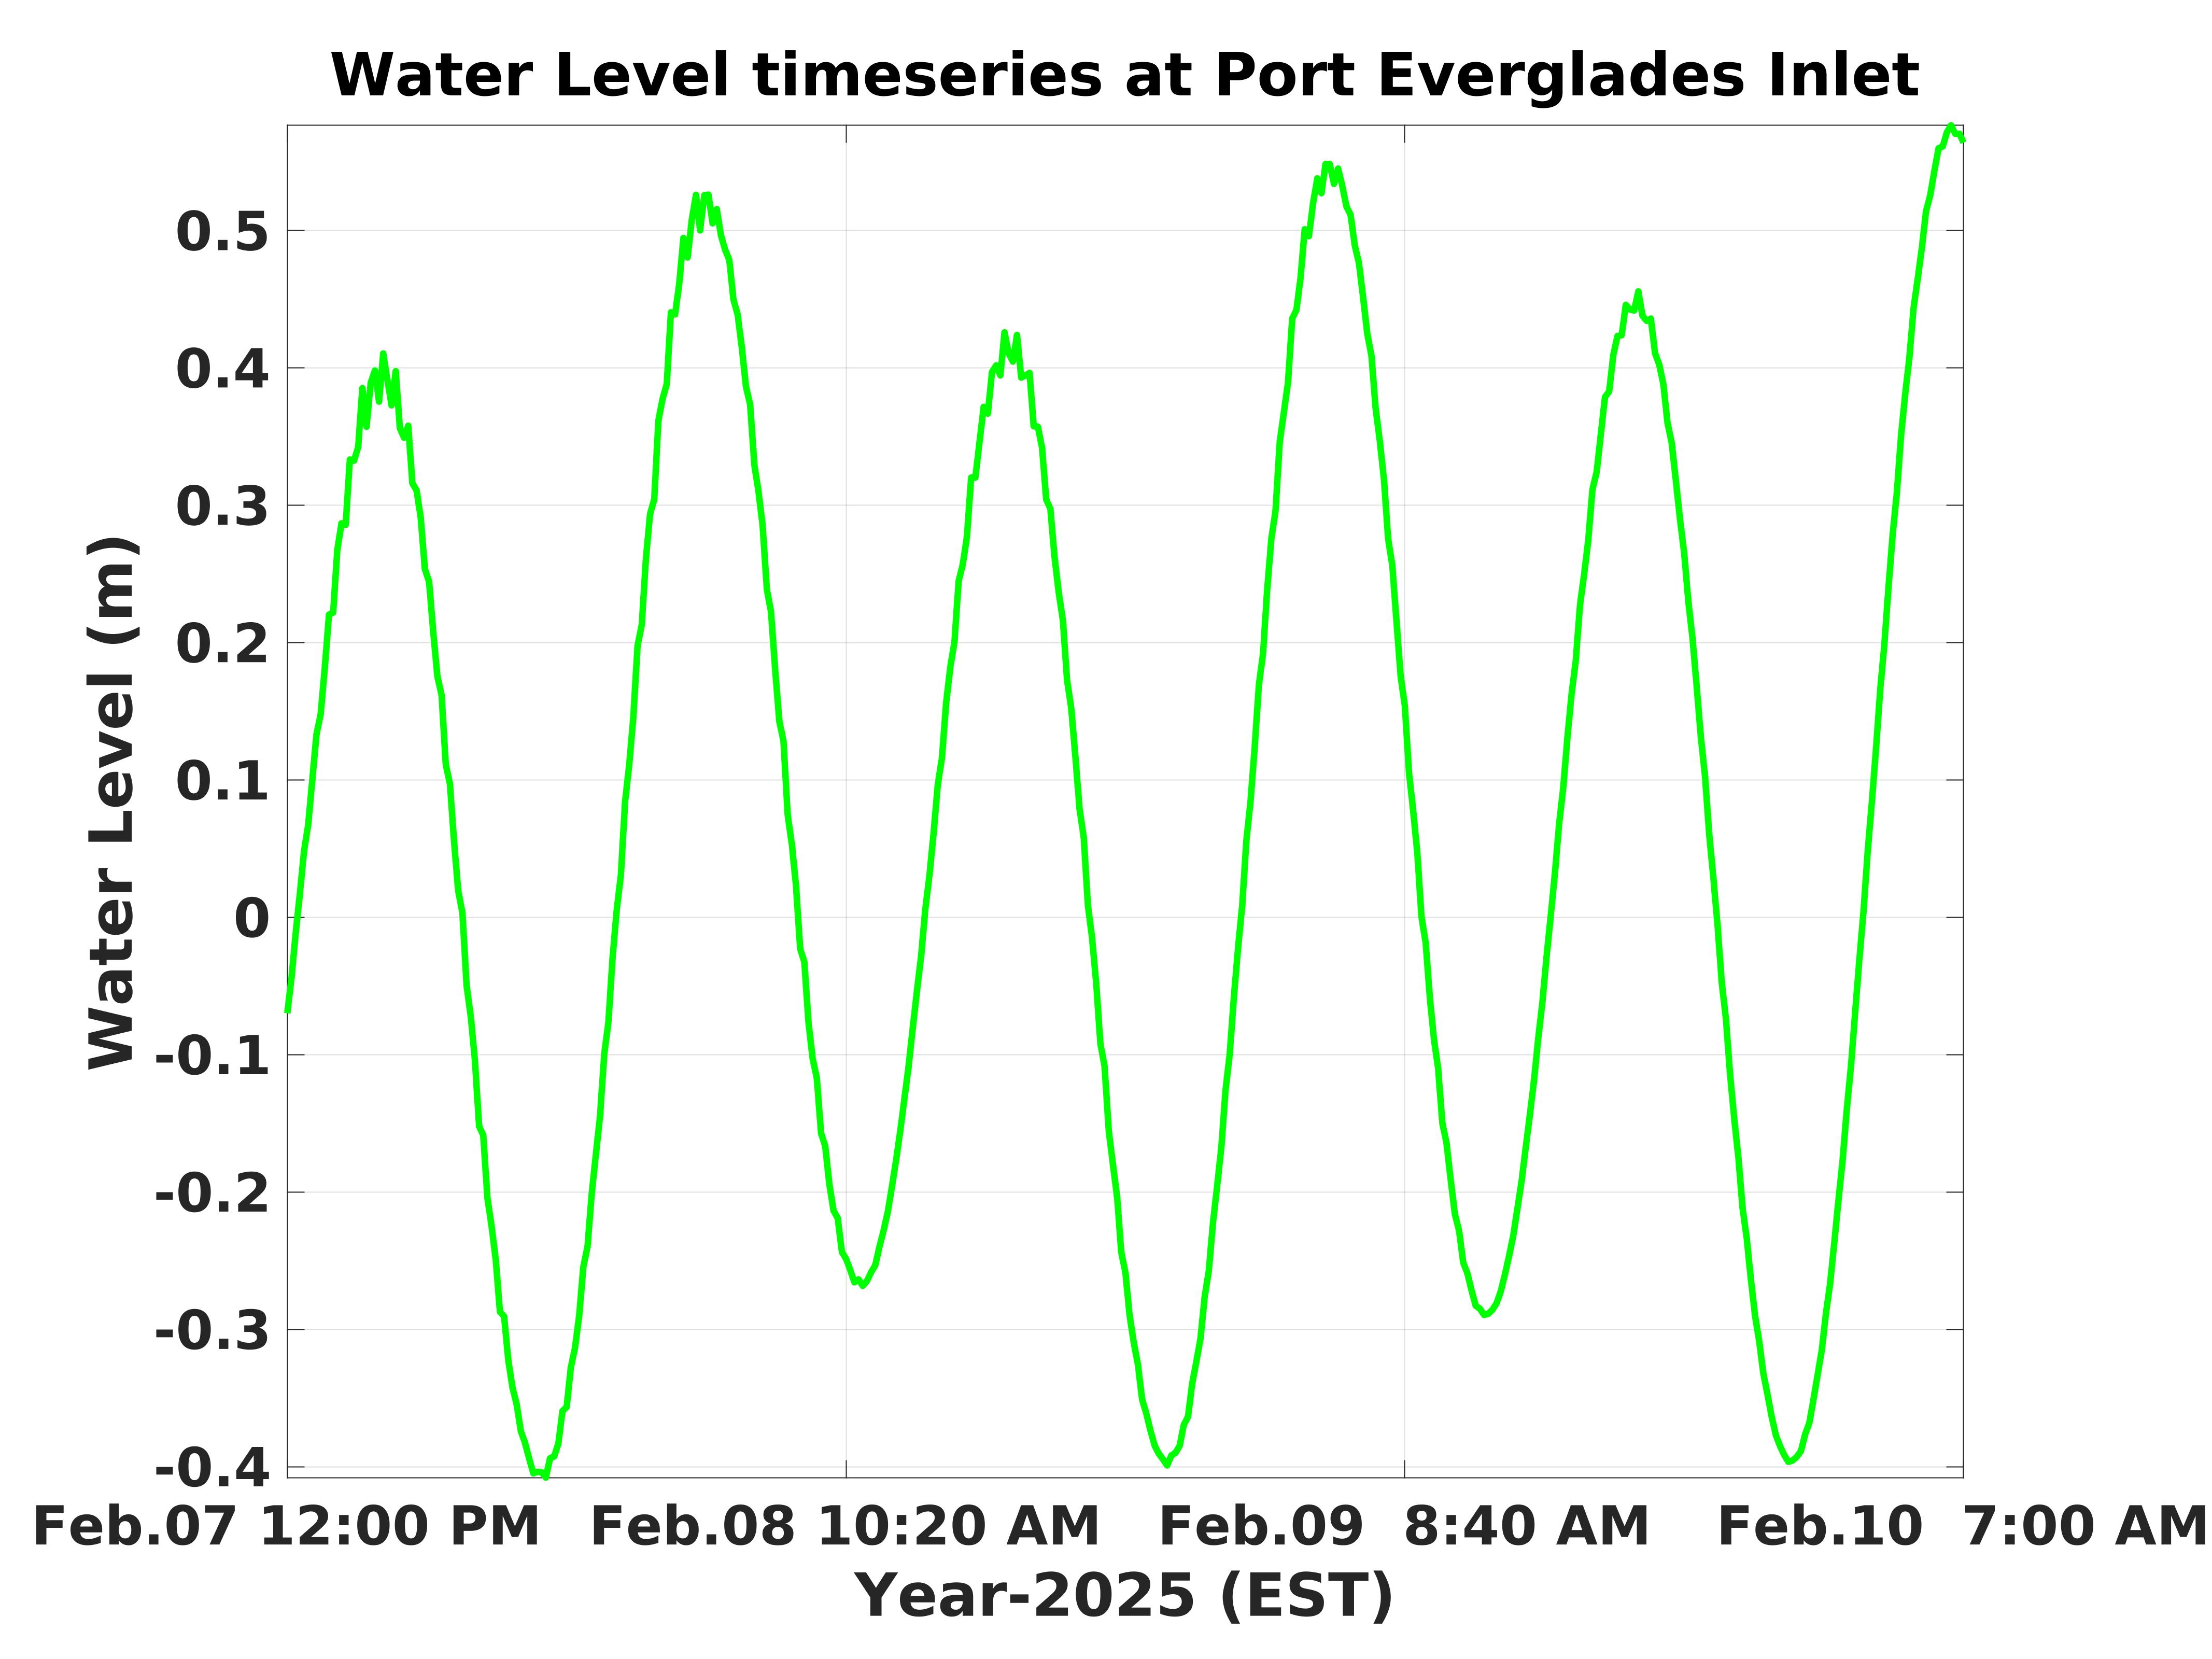 Water Level timeseries at Port Everglades Inlet
Water Level (m)
0.5
0.4
0.3
0.2
0.1
0
-0.1
-0.2
-0.3
-0.4
Feb.07 12:00 PM Feb.08 10:20 AM Feb.09 8:40 AM Feb.10 7:00 AM
Year-2025 (EST)